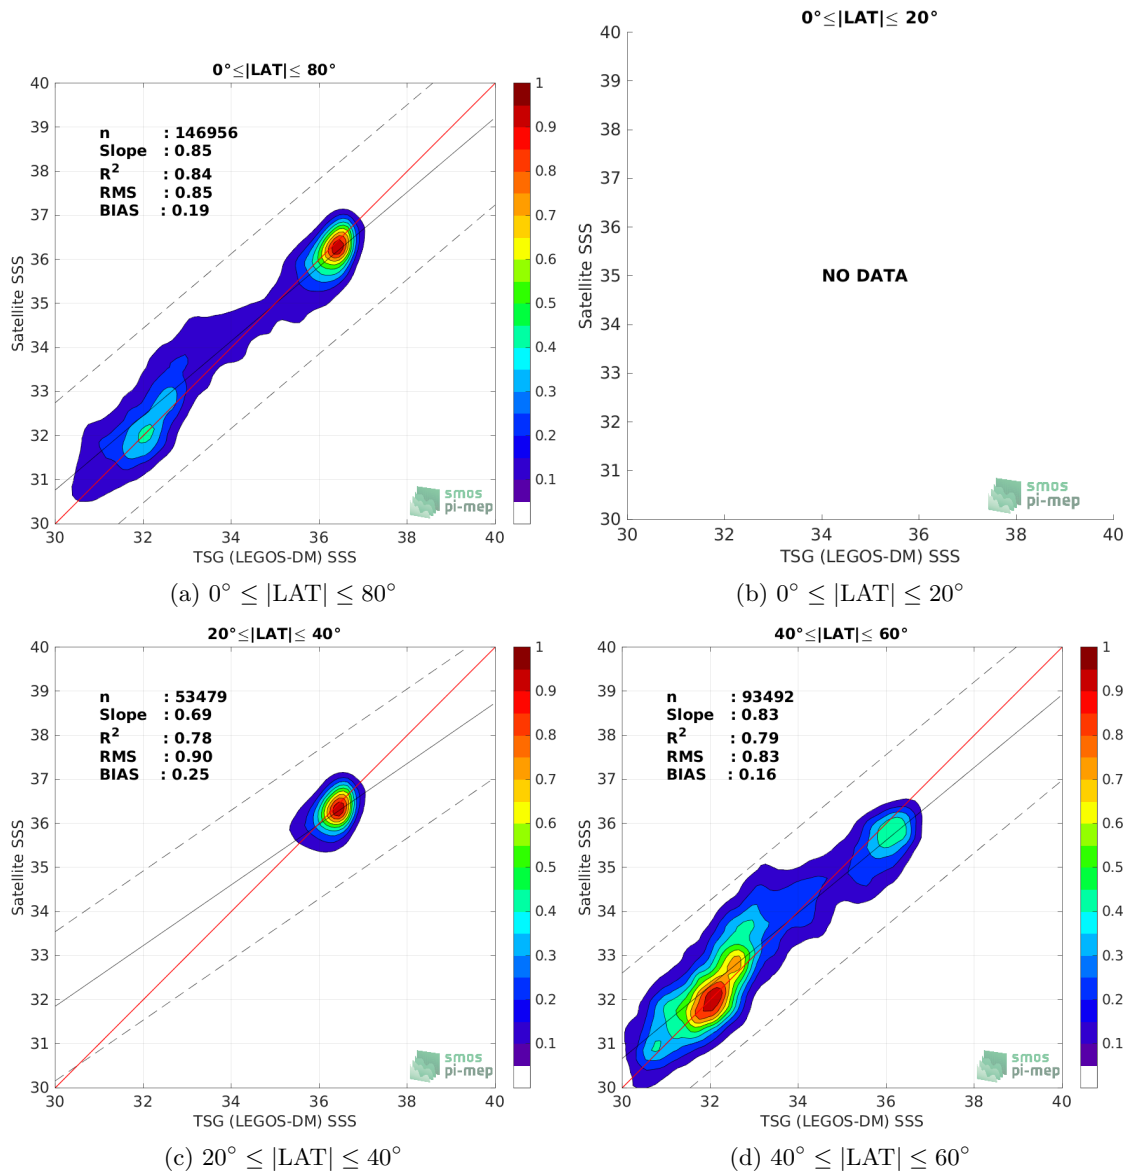 0°≤|LAT|≤ 80°
n : 146956
Slope : 0.85
R² : 0.84
RMS : 0.85
BIAS : 0.19
40
39
38
37
36
35
34
33
32
31
30
Satellite SSS
30 32 34 36 38 40
TSG (LEGOS-DM) SSS
1
0.9
0.8
0.7
0.6
0.5
0.4
0.3
0.2
0.1
smos
pi-mep
(a) 0° ≤ |LAT| ≤ 80°
0°≤|LAT|≤ 20°
40
39
38
37
36
35
34
33
32
31
30
Satellite SSS
NO DATA
30 32 34 36 38 40
TSG (LEGOS-DM) SSS
smos
pi-mep
(b) 0° ≤ |LAT| ≤ 20°
20°≤|LAT|≤ 40°
n : 53479
Slope : 0.69
R² : 0.78
RMS : 0.90
BIAS : 0.25
40
39
38
37
36
35
34
33
32
31
30
Satellite SSS
30 32 34 36 38 40
TSG (LEGOS-DM) SSS
1
0.9
0.8
0.7
0.6
0.5
0.4
0.3
0.2
0.1
smos
pi-mep
(c) 20° ≤ |LAT| ≤ 40°
40°≤|LAT|≤ 60°
n : 93492
Slope : 0.83
R² : 0.79
RMS : 0.83
BIAS : 0.16
40
39
38
37
36
35
34
33
32
31
30
Satellite SSS
30 32 34 36 38 40
TSG (LEGOS-DM) SSS
1
0.9
0.8
0.7
0.6
0.5
0.4
0.3
0.2
0.1
smos
pi-mep
(d) 40° ≤ |LAT| ≤ 60°